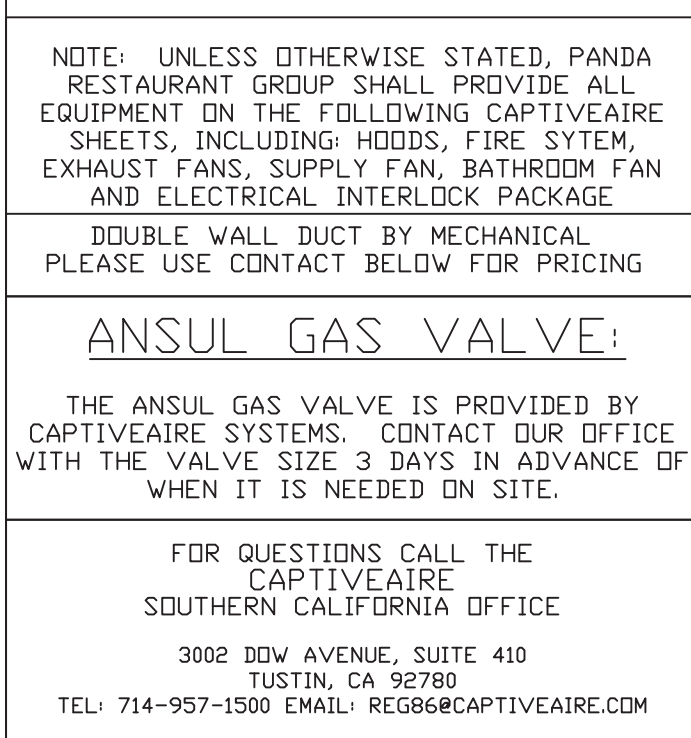 NOTE: UNLESS OTHERWISE STATED, PANDA
RESTAURANT GROUP SHALL PROVIDE ALL
EQUIPMENT ON THE FOLLOWING CAPTIVEAIRE
SHEETS, INCLUDING: HOODS, FIRE SYTEM,
EXHAUST FANS, SUPPLY FAN, BATHROOM FAN
AND ELECTRICAL INTERLOCK PACKAGE
DOUBLE WALL DUCT BY MECHANICAL
PLEASE USE CONTACT BELOW FOR PRICING
ANSUL GAS VALVE:
THE ANSUL GAS VALVE IS PROVIDED BY
CAPTIVEAIRE SYSTEMS. CONTACT OUR OFFICE
WITH THE VALVE SIZE 3 DAYS IN ADVANCE OF
WHEN IT IS NEEDED ON SITE.
FOR QUESTIONS CALL THE
CAPTIVEAIRE
SOUTHERN CALIFORNIA OFFICE
3002 DOW AVENUE, SUITE 410
TUSTIN, CA 92780
TEL: 714-957-1500 EMAIL: REG86@CAPTIVEAIRE.COM